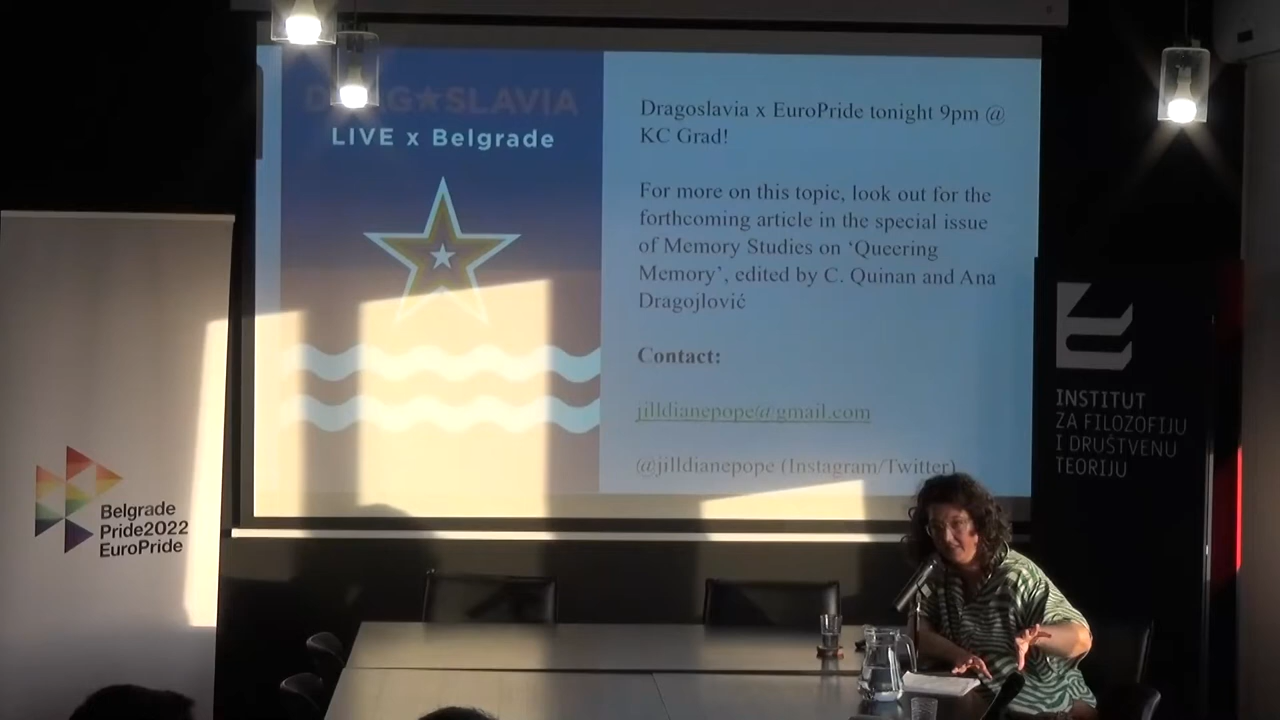 DRAG★SLAVIA
LIVE x Belgrade
Dragoslavia x EuroPride tonight 9pm @
KC Grad!
For more on this topic, look out for the
forthcoming article in the special issue
of Memory Studies on ‘Queering
Memory’, edited by C. Quinan and Ana
Dragojlović
Contact:
jilldianepope@gmail.com
@jilldianepope (Instagram/Twitter)
Belgrade
Pride2022
EuroPride
INSTITUT
ZA FILOZOFIJU
I DRUŠTVENU
TEORIJU